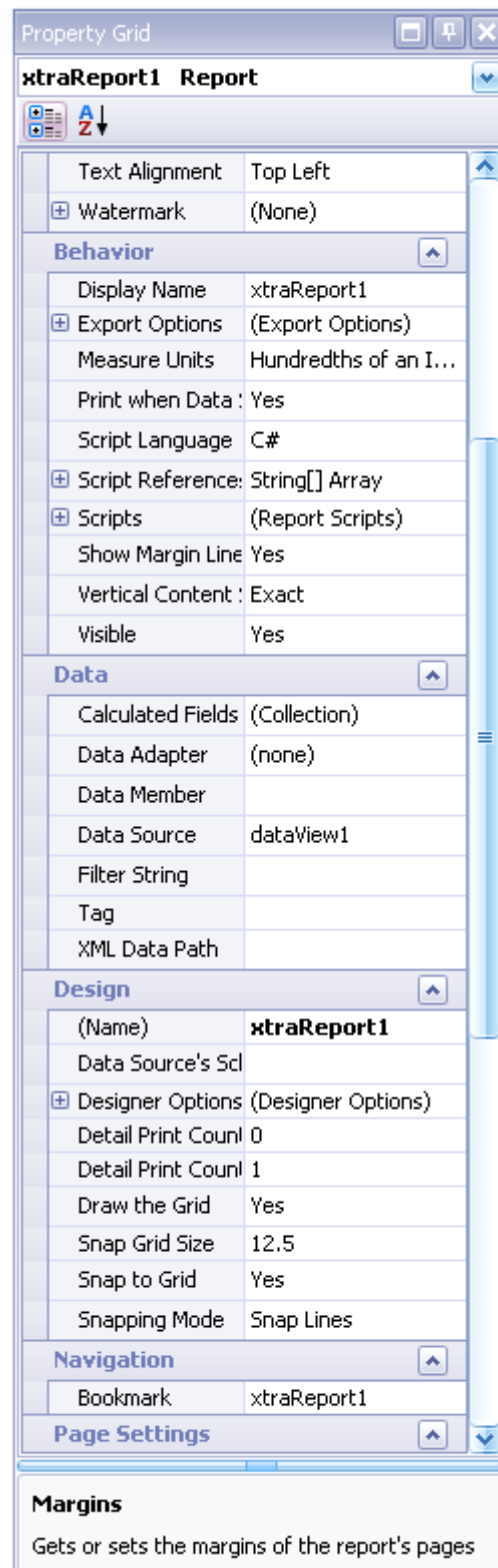 Property Grid
xtraReport1 Report
A
Z
Text Alignment Top Left
Watermark (None)
Behavior
Display Name xtraReport1
Export Options (Export Options)
Measure Units Hundredths of an I...
Print when Data Yes
Script Language C#
Script Reference Yes String[] Array
Scripts (Report Scripts)
Show Margin Line Yes
Vertical Content Exact
Visible Yes
Data
Calculated Fields (Collection)
Data Adapter (none)
Data Member
Data Source dataView1
Filter String
Tag
XML Data Path
Design
(Name) xtraReport1
Data Source's Scl
Designer Options (Designer Options)
Detail Print Coun 0
Detail Print Coun 1
Draw the Grid Yes
Snap Grid Size 12.5
Snap to Grid Yes
Snapping Mode Snap Lines
Navigation
Bookmark xtraReport1
Page Settings
Margins
Gets or sets the margins of the report's pages